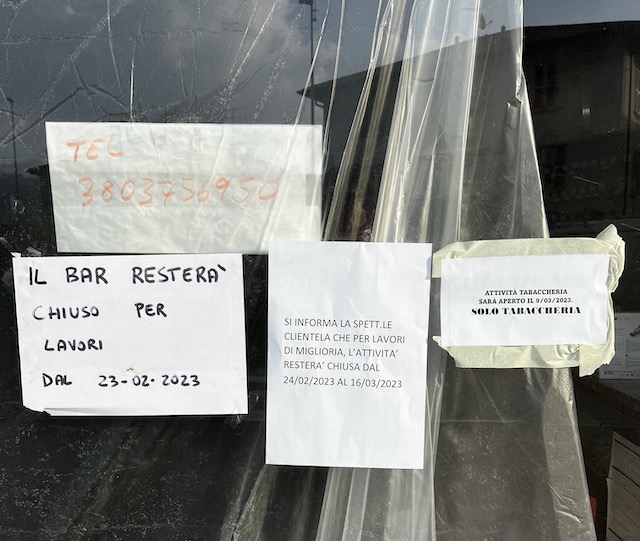 TEL
3803756950
IL BAR RESTERÀ
CHIUSO PER
LAVORI
DAL 23-02-2023
SI INFORMA LA SPETT.LE
CLIENTELA CHE PER LAVORI
DI MIGLIORIA, L'ATTIVITA'
RESTERA' CHIUSA DAL
24/02/2023 AL 16/03/2023
ATTIVITÀ TABACCHERIA
SARÀ APERTO IL 9/03/2023.
SOLO TABACCHERIA